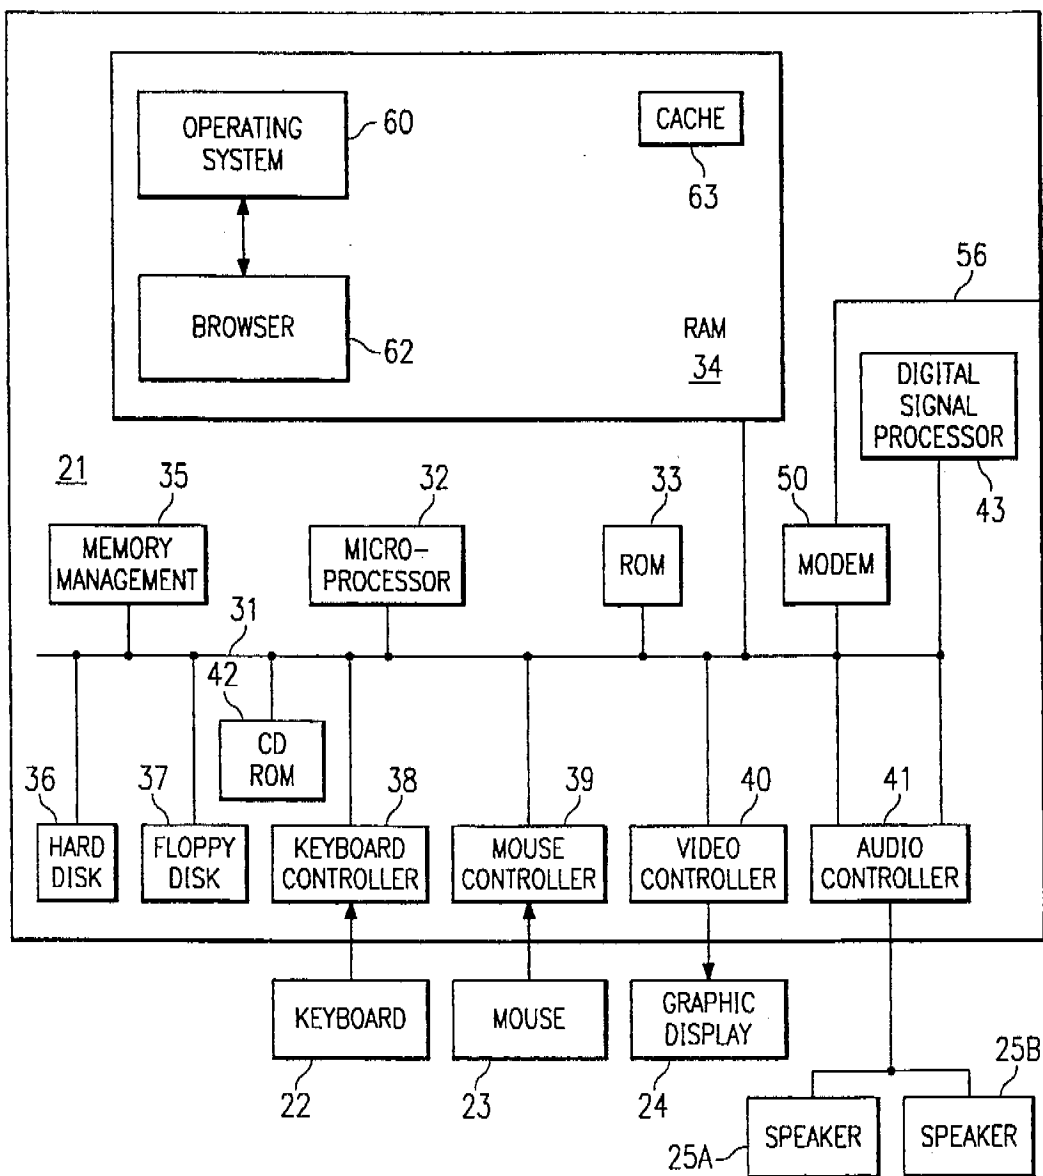 OPERATING
SYSTEM
60
CACHE
63
BROWSER
62
RAM
34
56
DIGITAL
SIGNAL
PROCESSOR
43
21
35
MEMORY
MANAGEMENT
32
MICRO-
PROCESSOR
33
ROM
50
MODEM
31
42
CD
ROM
36
HARD
DISK
37
FLOPPY
DISK
38
KEYBOARD
CONTROLLER
39
MOUSE
CONTROLLER
40
VIDEO
CONTROLLER
41
AUDIO
CONTROLLER
KEYBOARD
22
MOUSE
23
GRAPHIC
DISPLAY
24
25A
SPEAKER
25B
SPEAKER